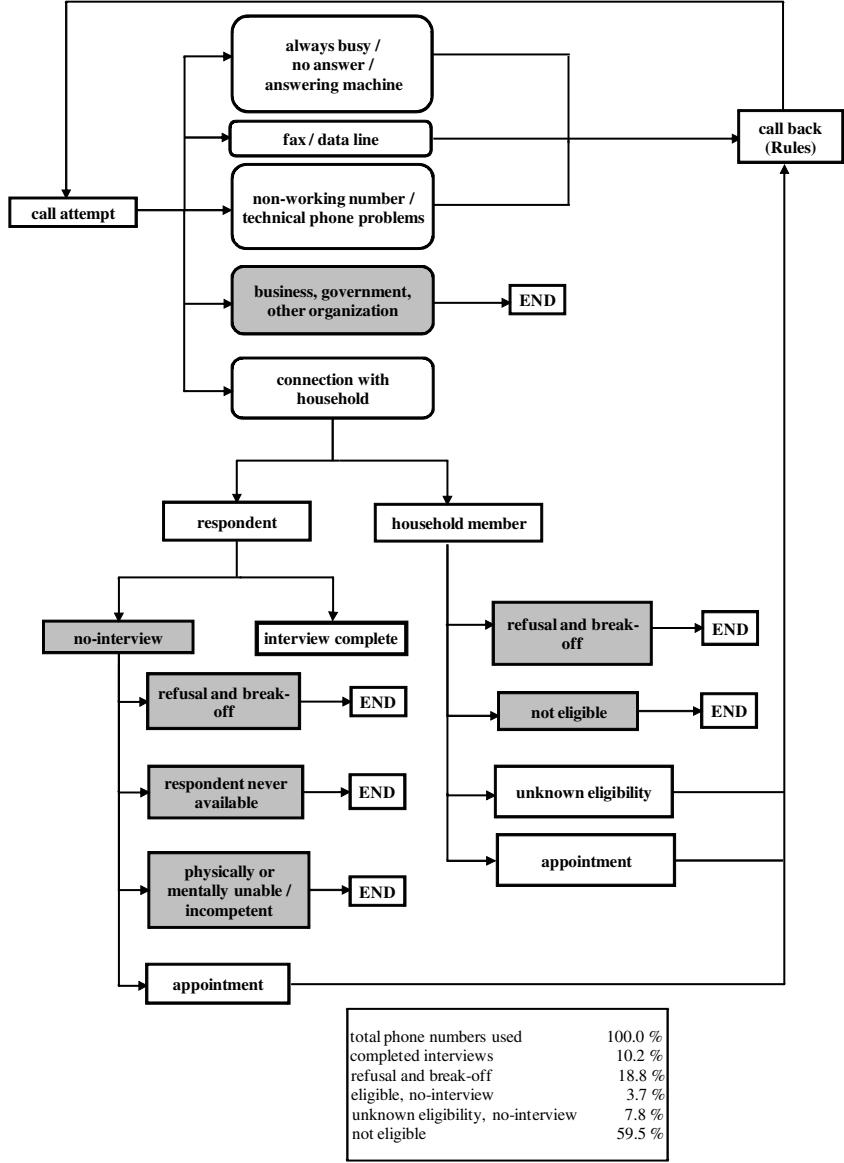 always busy /
no answer /
answering machine
fax / data line
call back
(Rules)
call attempt
non-working number /
technical phone problems
business, government,
other organization
END
connection with
household
respondent
household member
no-interview
interview complete
refusal and break-
off
END
refusal and break-
off
END
not eligible
END
respondent never
available
END
unknown eligibility
physically or
mentally unable /
incompetent
END
appointment
appointment
total phone numbers used 100.0 %
completed interviews 10.2 %
refusal and break-off 18.8 %
eligible, no-interview 3.7 %
unknown eligibility, no-interview 7.8 %
not eligible 59.5 %